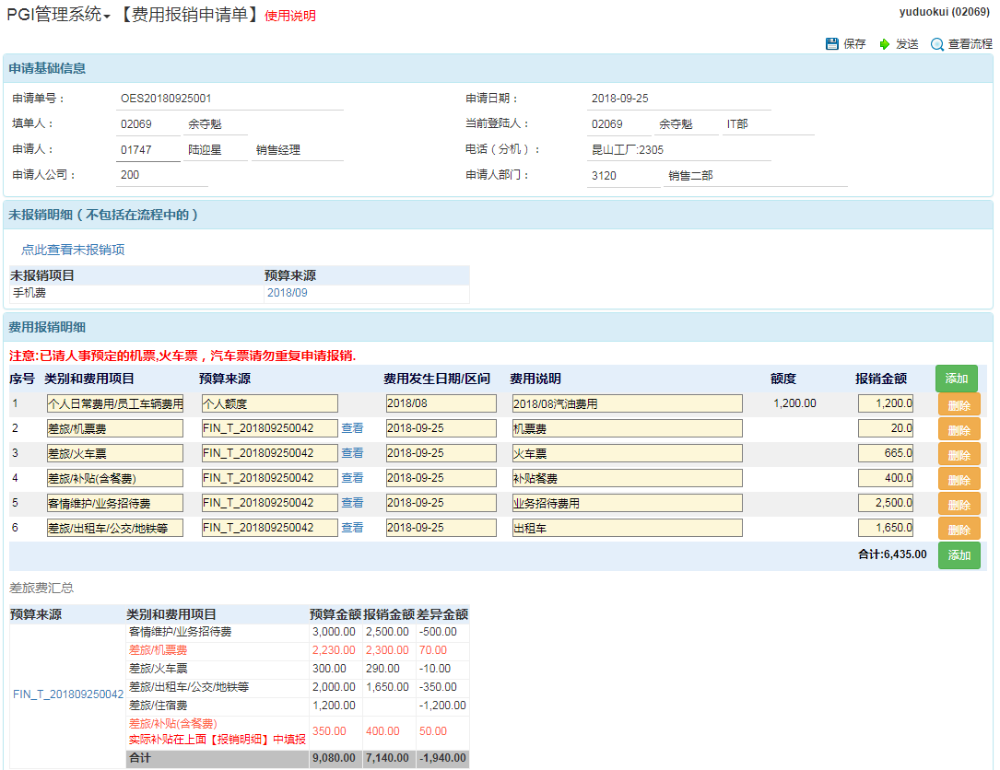 PGI管理系统 【费用报销申请单】 使用说明 yuduokui (02069)
保存 发送 查看流程
申请基础信息
申请单号： OES20180925001 申请日期： 2018-09-25
填单人： 02069 余夺魁 当前登陆人： 02069 余夺魁 IT部
申请人： 01747 陆迎星 销售经理 电话（分机）： 昆山工厂:2305
申请人公司： 200 申请人部门： 3120 销售二部
未报销明细（不包括在流程中的）
点此查看未报销项
未报销项目 预算来源
手机费 2018/09
费用报销明细
注意:已请人事预定的机票,火车票，汽车票请勿重复申请报销.
序号 类别和费用项目 预算来源 费用发生日期/区间 费用说明 额度 报销金额 添加
1 个人日常费用/员工车辆费用 个人额度 2018/08 2018/08汽油费用 1,200.00 1,200.0 删除
2 差旅/机票费 FIN_T_201809250042 查看 2018-09-25 机票费 20.0 删除
3 差旅/火车票 FIN_T_201809250042 查看 2018-09-25 火车票 665.0 删除
4 差旅/补贴(含餐费) FIN_T_201809250042 查看 2018-09-25 补贴餐费 400.0 删除
5 客情维护/业务招待费 FIN_T_201809250042 查看 2018-09-25 业务招待费用 2,500.0 删除
6 差旅/出租车/公交/地铁等 FIN_T_201809250042 查看 2018-09-25 出租车 1,650.0 删除
合计:6,435.00 添加
差旅费汇总
预算来源 类别和费用项目 预算金额 报销金额 差异金额
客情维护/业务招待费 3,000.00 2,500.00 -500.00
差旅/机票费 2,230.00 2,300.00 70.00
差旅/火车票 300.00 290.00 -10.00
差旅/出租车/公交/地铁等 2,000.00 1,650.00 -350.00
FIN_T_201809250042
差旅/住宿费 1,200.00 -1,200.00
差旅/补贴(含餐费)
实际补贴在上面【报销明细】中填报 350.00 400.00 50.00
合计 9,080.00 7,140.00 -1,940.00